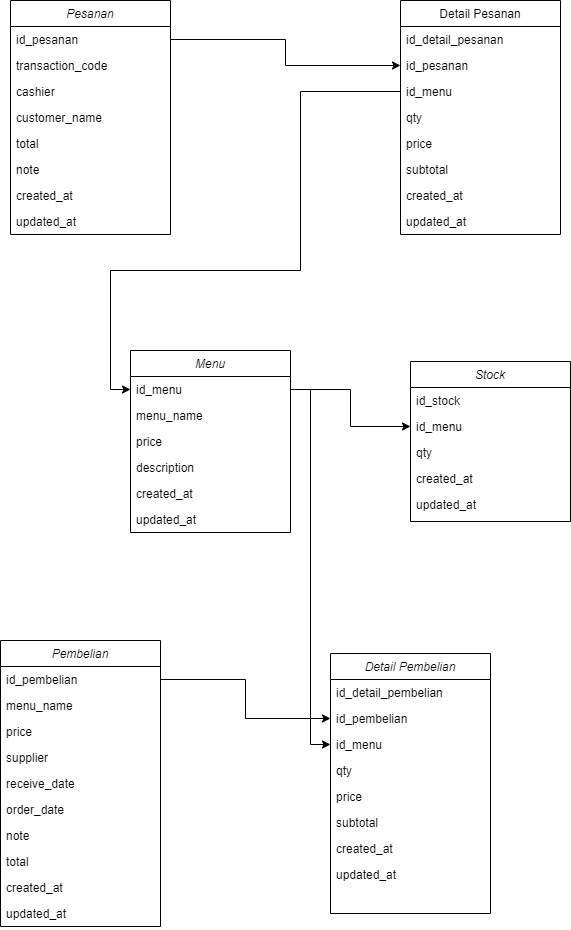 Pesanan
id_pesanan
transaction_code
cashier
customer_name
total
note
created_at
updated_at
Detail Pesanan
id_detail_pesanan
id_pesanan
id_menu
qty
price
subtotal
created_at
updated_at
Menu
id_menu
menu_name
price
description
created_at
updated_at
Stock
id_stock
id_menu
qty
created_at
updated_at
Pembelian
id_pembelian
menu_name
price
supplier
receive_date
order_date
note
total
created_at
updated_at
Detail Pembelian
id_detail_pembelian
id_pembelian
id_menu
qty
price
subtotal
created_at
updated_at